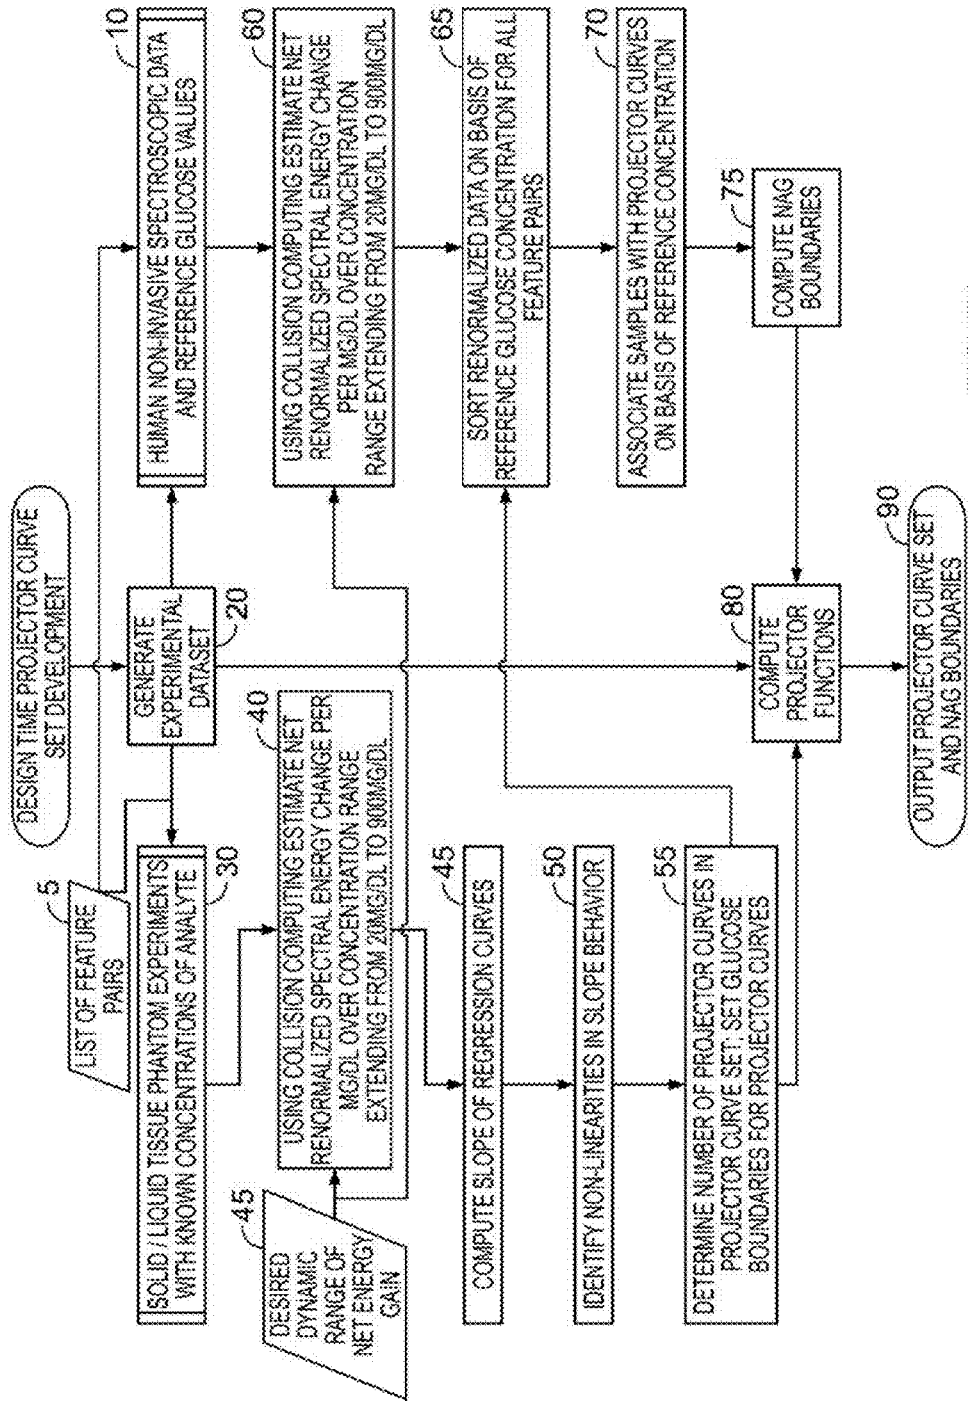 DESIGN TIME PROJECTOR CURVE
SET DEVELOPMENT
5
LIST OF FEATURE
PAIRS
GENERATE
EXPERIMENTAL
DATASET
20
10
HUMAN NON-INVASIVE SPECTROSCOPIC DATA
AND REFERENCE GLUCOSE VALUES
SOLID / LIQUID TISSUE PHANTOM EXPERIMENTS
WITH KNOWN CONCENTRATIONS OF ANALYTE
30
45
DESIRED
DYNAMIC
RANGE OF
NET ENERGY
GAIN
40
USING COLLISION COMPUTING ESTIMATE NET
RENORMALIZED SPECTRAL ENERGY CHANGE PER
MG/DL OVER CONCENTRATION RANGE
EXTENDING FROM 20MG/DL TO 900MG/DL
60
USING COLLISION COMPUTING ESTIMATE NET
RENORMALIZED SPECTRAL ENERGY CHANGE
PER MG/DL OVER CONCENTRATION
RANGE EXTENDING FROM 20MG/DL TO 900MG/DL
45
COMPUTE SLOPE OF REGRESSION CURVES
65
SORT RENORMALIZED DATA ON BASIS OF
REFERENCE GLUCOSE CONCENTRATION FOR ALL
FEATURE PAIRS
50
IDENTIFY NON-LINEARITIES IN SLOPE BEHAVIOR
70
ASSOCIATE SAMPLES WITH PROJECTOR CURVES
ON BASIS OF REFERENCE CONCENTRATION
55
DETERMINE NUMBER OF PROJECTOR CURVES IN
PROJECTOR CURVE SET; SET GLUCOSE
BOUNDARIES FOR PROJECTOR CURVES
80
COMPUTE
PROJECTOR
FUNCTIONS
75
COMPUTE NAG
BOUNDARIES
90
OUTPUT PROJECTOR CURVE SET
AND NAG BOUNDARIES